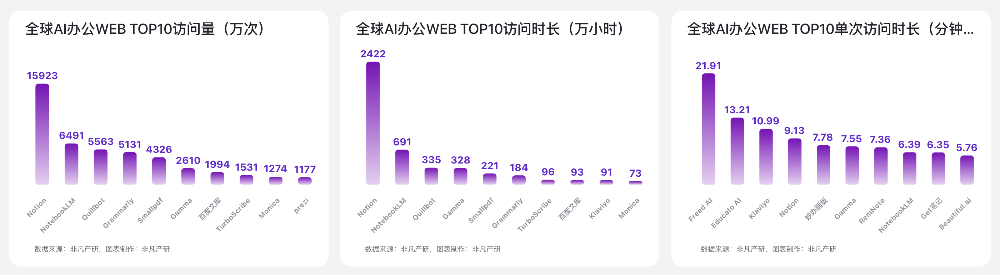 全球AI办公WEB TOP10访问量（万次）
15923
6491
5563
5131
4326
2610
1994
1531
1274
1177
Notion
NotebookLM
Quillbot
Grammarly
Smallpdf
Gamma
百度文库
TurboScribe
Monica
prezi
数据来源：非凡产研，图表制作：非凡产研
全球AI办公WEB TOP10访问时长（万小时）
2422
691
335
328
221
184
96
93
91
73
Notion
NotebookLM
Quillbot
Gamma
Smallpdf
Grammarly
TurboScribe
百度文库
Klaviyo
Monica
数据来源：非凡产研，图表制作：非凡产研
全球AI办公WEB TOP10单次访问时长（分钟...
21.91
13.21
10.99
9.13
7.78
7.55
7.36
6.39
6.35
5.76
Freed AI
Educato AI
Klaviyo
Notion
妙办画板
Gamma
RemNote
NotebookLM
Get笔记
Beautiful.ai
数据来源：非凡产研，图表制作：非凡产研